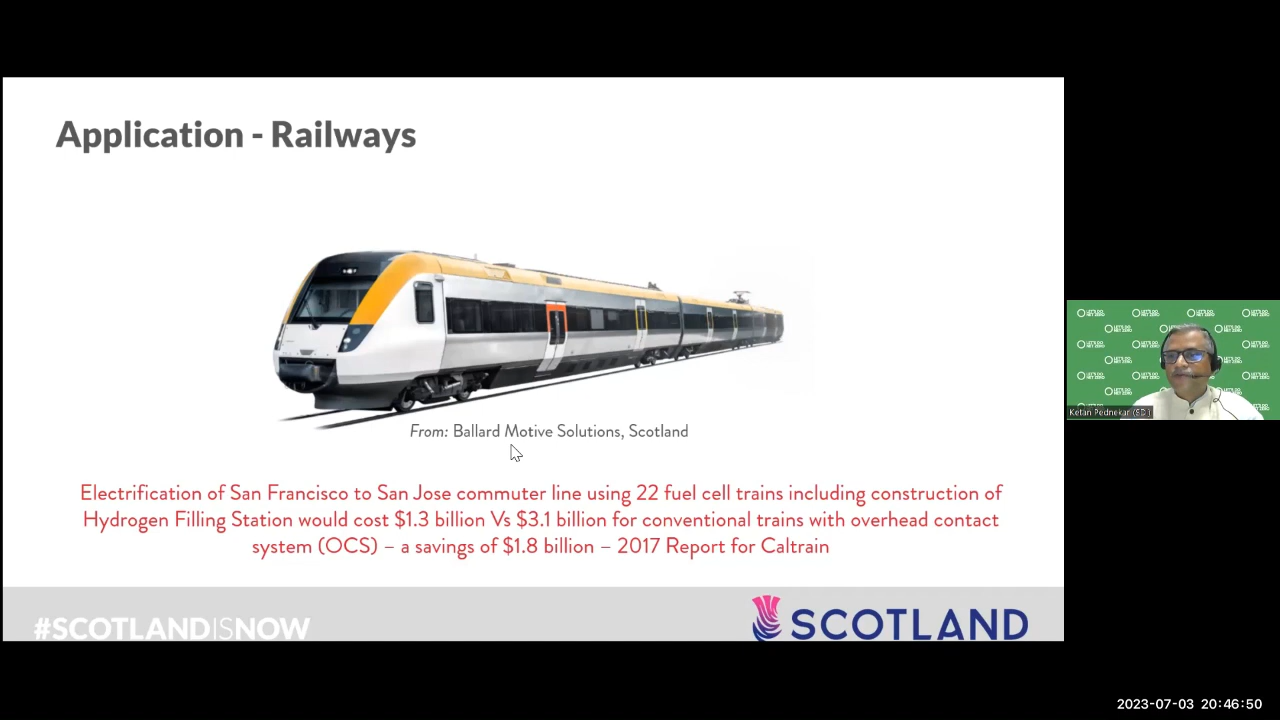 Application - Railways
From: Ballard Motive Solutions, Scotland
Electrification of San Francisco to San Jose commuter line using 22 fuel cell trains including construction of
Hydrogen Filling Station would cost $1.3 billion Vs $3.1 billion for conventional trains with overhead contact
system (OCS) – a savings of $1.8 billion – 2017 Report for Caltrain
#SCOTLANDISNOW
SCOTLAND
Ketan Pednekar (SDI)
2023-07-03 20:46:50